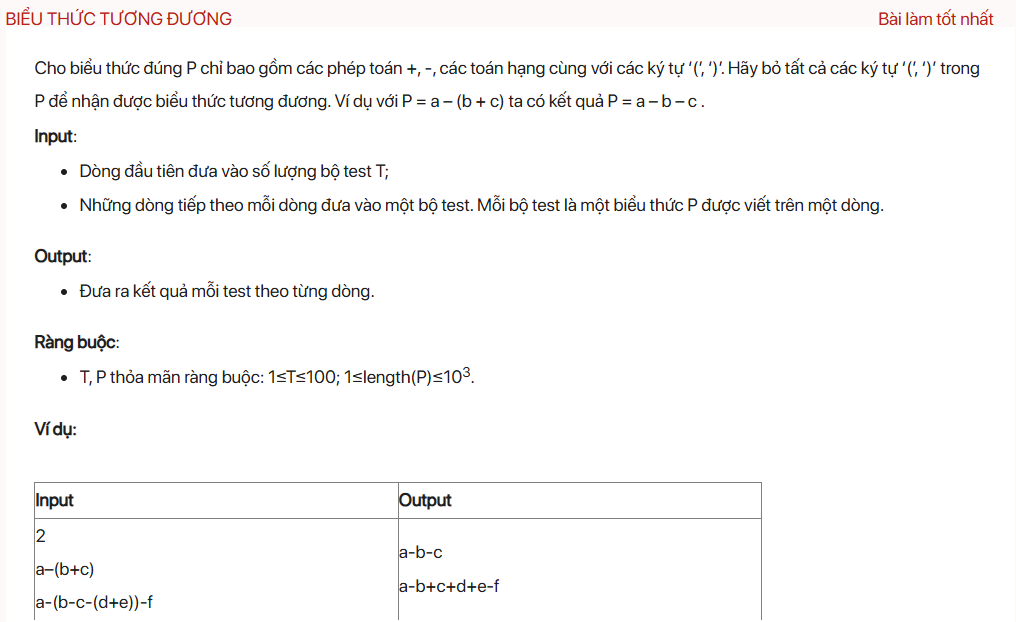 BIỂU THỨC TƯƠNG ĐƯƠNG Bài làm tốt nhất
Cho biểu thức đúng P chỉ bao gồm các phép toán +, -, các toán hạng cùng với các ký tự ‘(’, ‘)’. Hãy bỏ tất cả các ký tự ‘(’, ‘)’ trong
P để nhận được biểu thức tương đương. Ví dụ với P = a – (b + c) ta có kết quả P = a – b – c .
Input:
• Dòng đầu tiên đưa vào số lượng bộ test T;
• Những dòng tiếp theo mỗi dòng đưa vào một bộ test. Mỗi bộ test là một biểu thức P được viết trên một dòng.
Output:
• Đưa ra kết quả mỗi test theo từng dòng.
Ràng buộc:
• T, P thỏa mãn ràng buộc: 1≤T≤100; 1≤length(P)≤10³.
Ví dụ:
Input Output
2
a–(b+c)
a-(b-c-(d+e))-f
a-b-c
a-b+c+d+e-f